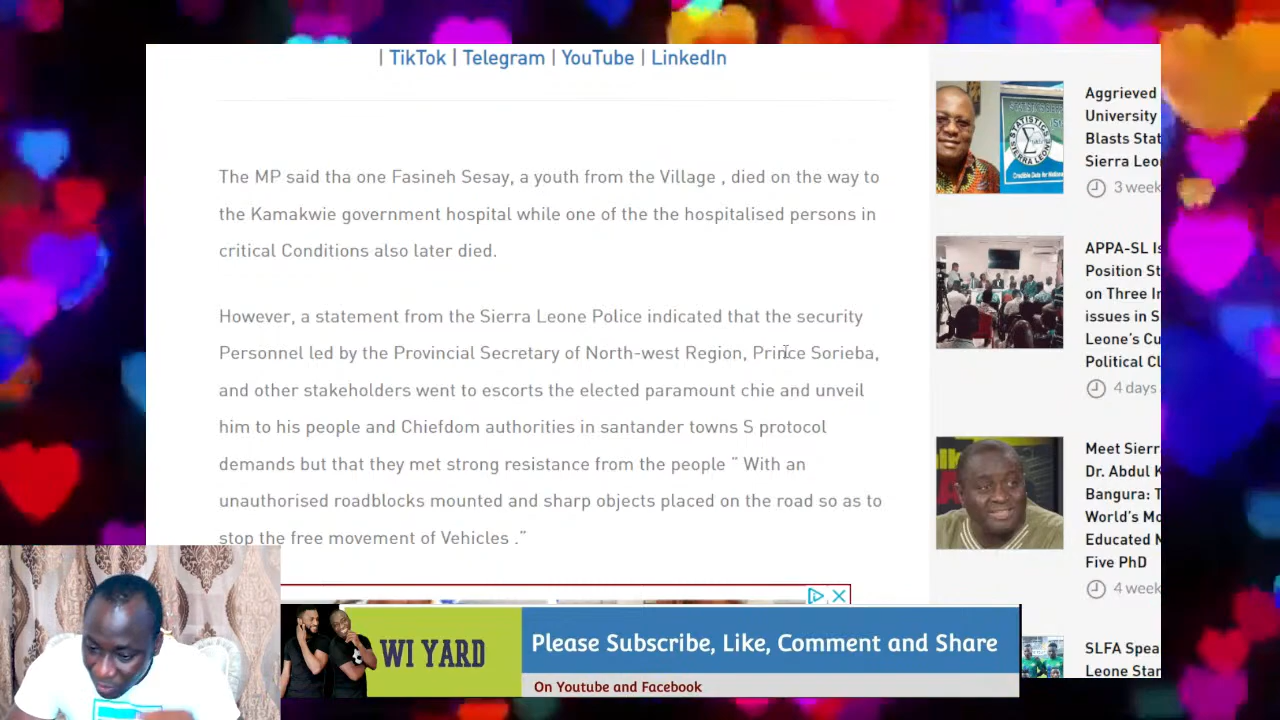 | TikTok | Telegram | YouTube | LinkedIn
The MP said tha one Fasineh Sesay, a youth from the Village , died on the way to
the Kamakwie government hospital while one of the the hospitalised persons in
critical Conditions also later died.
However, a statement from the Sierra Leone Police indicated that the security
Personnel led by the Provincial Secretary of North-west Region, Prince Sorieba,
and other stakeholders went to escorts the elected paramount chie and unveil
him to his people and Chiefdom authorities in santander towns S protocol
demands but that they met strong resistance from the people “ With an
unauthorised roadblocks mounted and sharp objects placed on the road so as to
stop the free movement of Vehicles .”
Aggrieved
University
Blasts Stat
Sierra Leo
3 week
APPA-SL Is
Position St
on Three I
issues in S
Leone's Cu
Political Cl
4 days
Meet Sierr
Dr. Abdul K
Bangura: T
World's Mo
Educated N
Five PhD
4 week
SLFA Spea
Leone Star
STATISTICS
SIERRA LEONE
WI YARD
Please Subscribe, Like, Comment and Share
On Youtube and Facebook